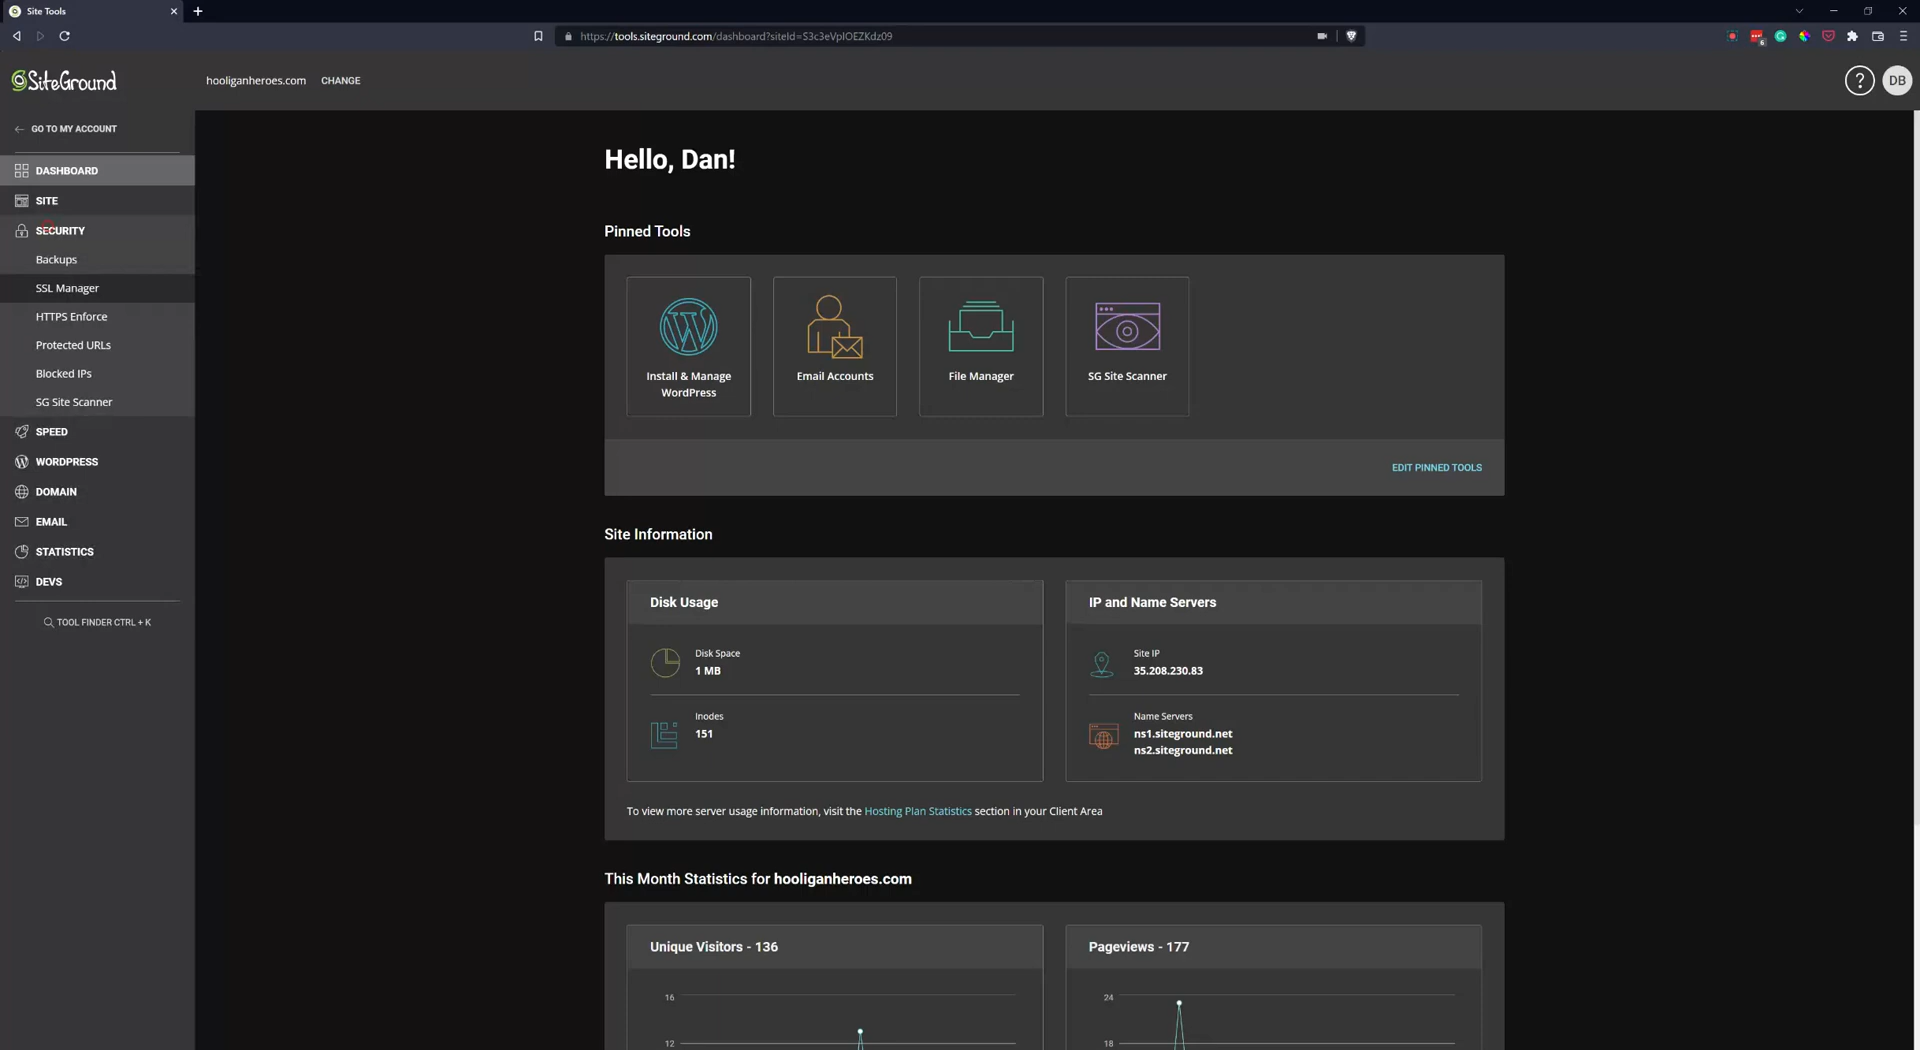 Site Tools
https://tools.siteground.com/dashboard?siteId=S3c3eVpIOEZKdz09
6
SiteGround
hooliganheroes.com CHANGE
?
DB
GO TO MY ACCOUNT
DASHBOARD
SITE
SECURITY
Backups
SSL Manager
HTTPS Enforce
Protected URLs
Blocked IPs
SG Site Scanner
SPEED
WORDPRESS
DOMAIN
EMAIL
STATISTICS
DEVS
TOOL FINDER CTRL + K
Hello, Dan!
Pinned Tools
Install & Manage
WordPress
Email Accounts
File Manager
SG Site Scanner
EDIT PINNED TOOLS
Site Information
Disk Usage
Disk Space
1 MB
Inodes
151
IP and Name Servers
Site IP
35.208.230.83
Name Servers
ns1.siteground.net
ns2.siteground.net
To view more server usage information, visit the Hosting Plan Statistics section in your Client Area
This Month Statistics for hooliganheroes.com
Unique Visitors - 136
16
12
Pageviews - 177
24
18